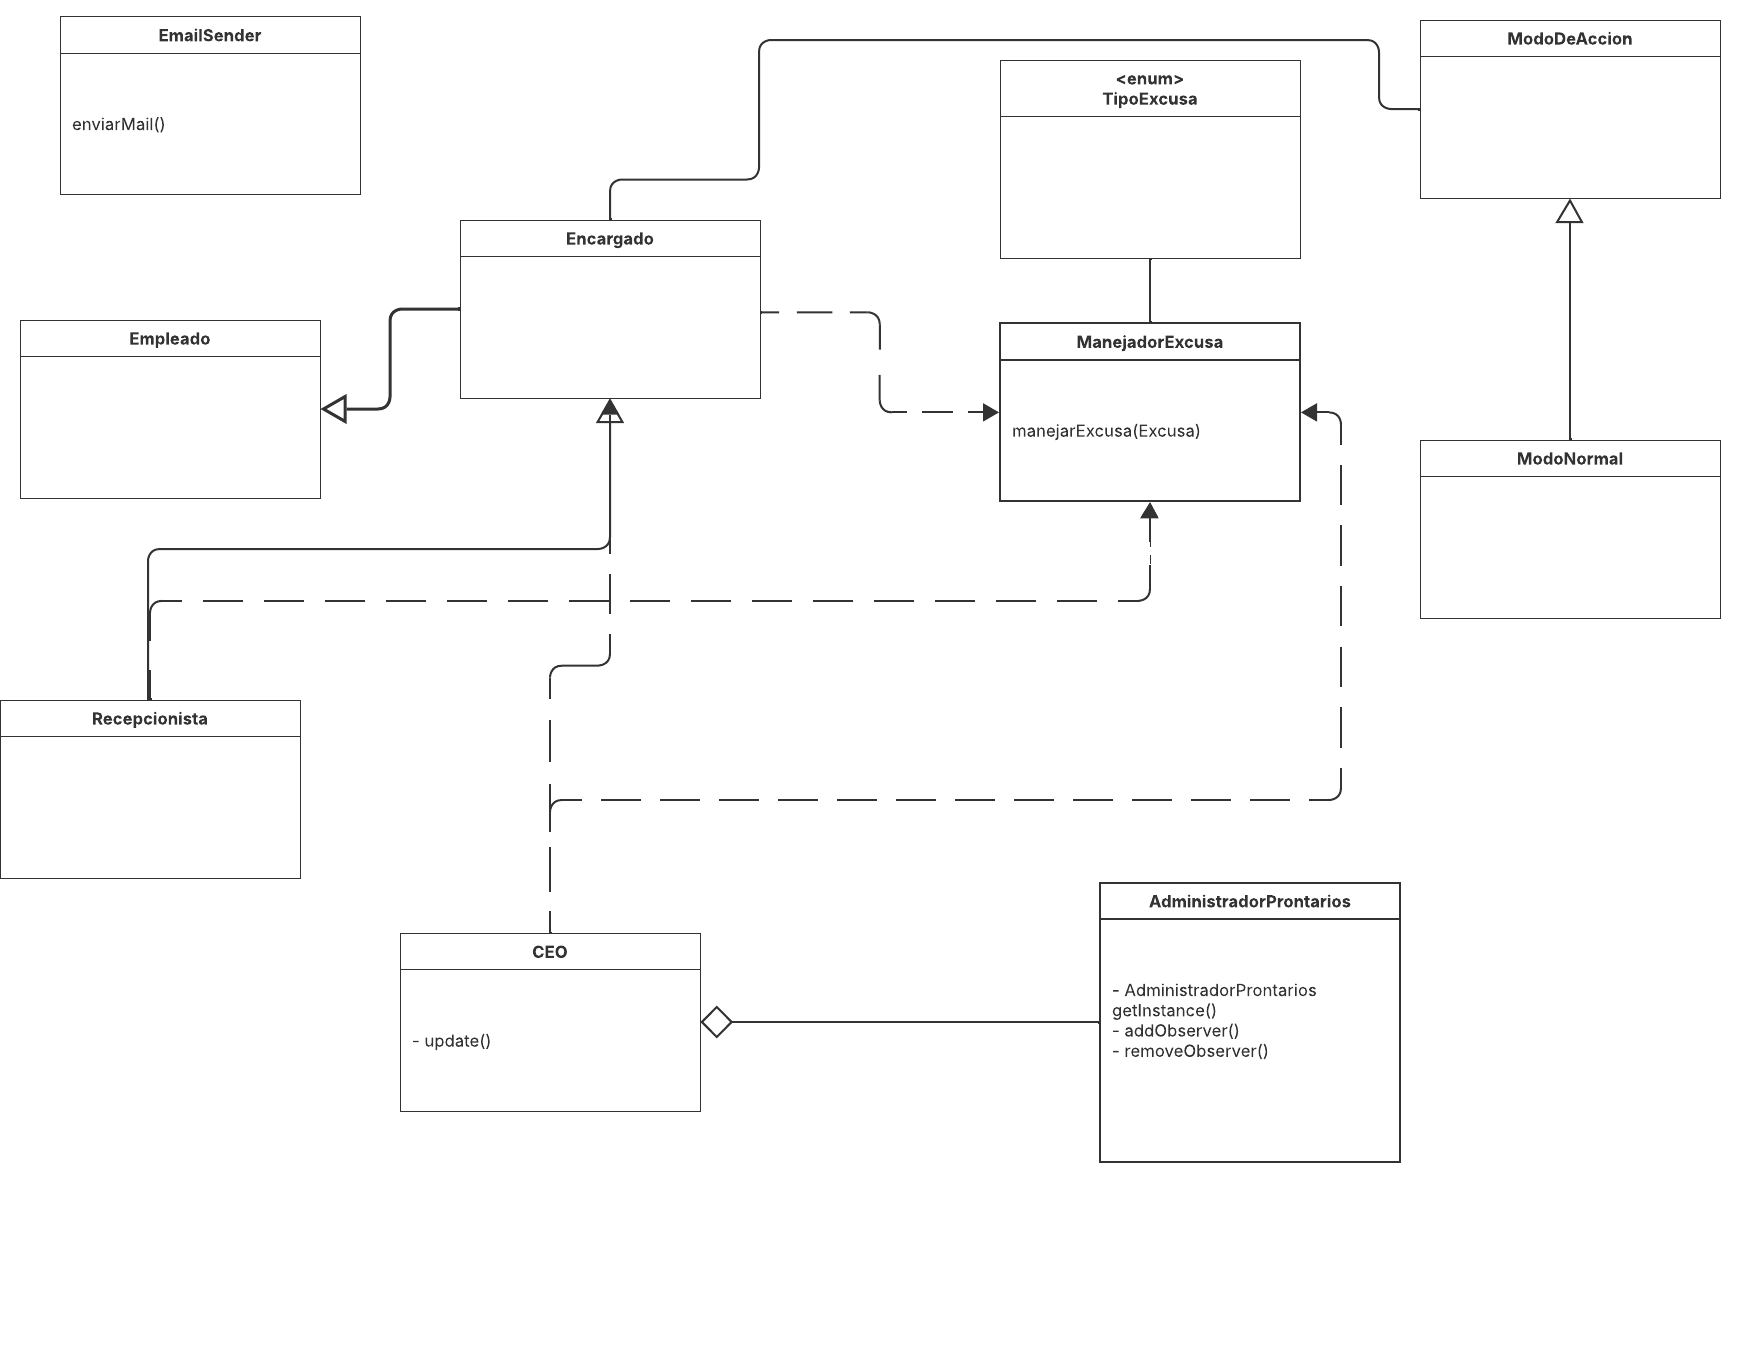 EmailSender
enviarMail()
ModoDeAccion
<enum>
TipoExcusa
Encargado
Empleado
ManejadorExcusa
manejarExcusa(Excusa)
ModoNormal
Recepcionista
AdministradorProntarios
- AdministradorProntarios
getInstance()
- addObserver()
- removeObserver()
CEO
- update()